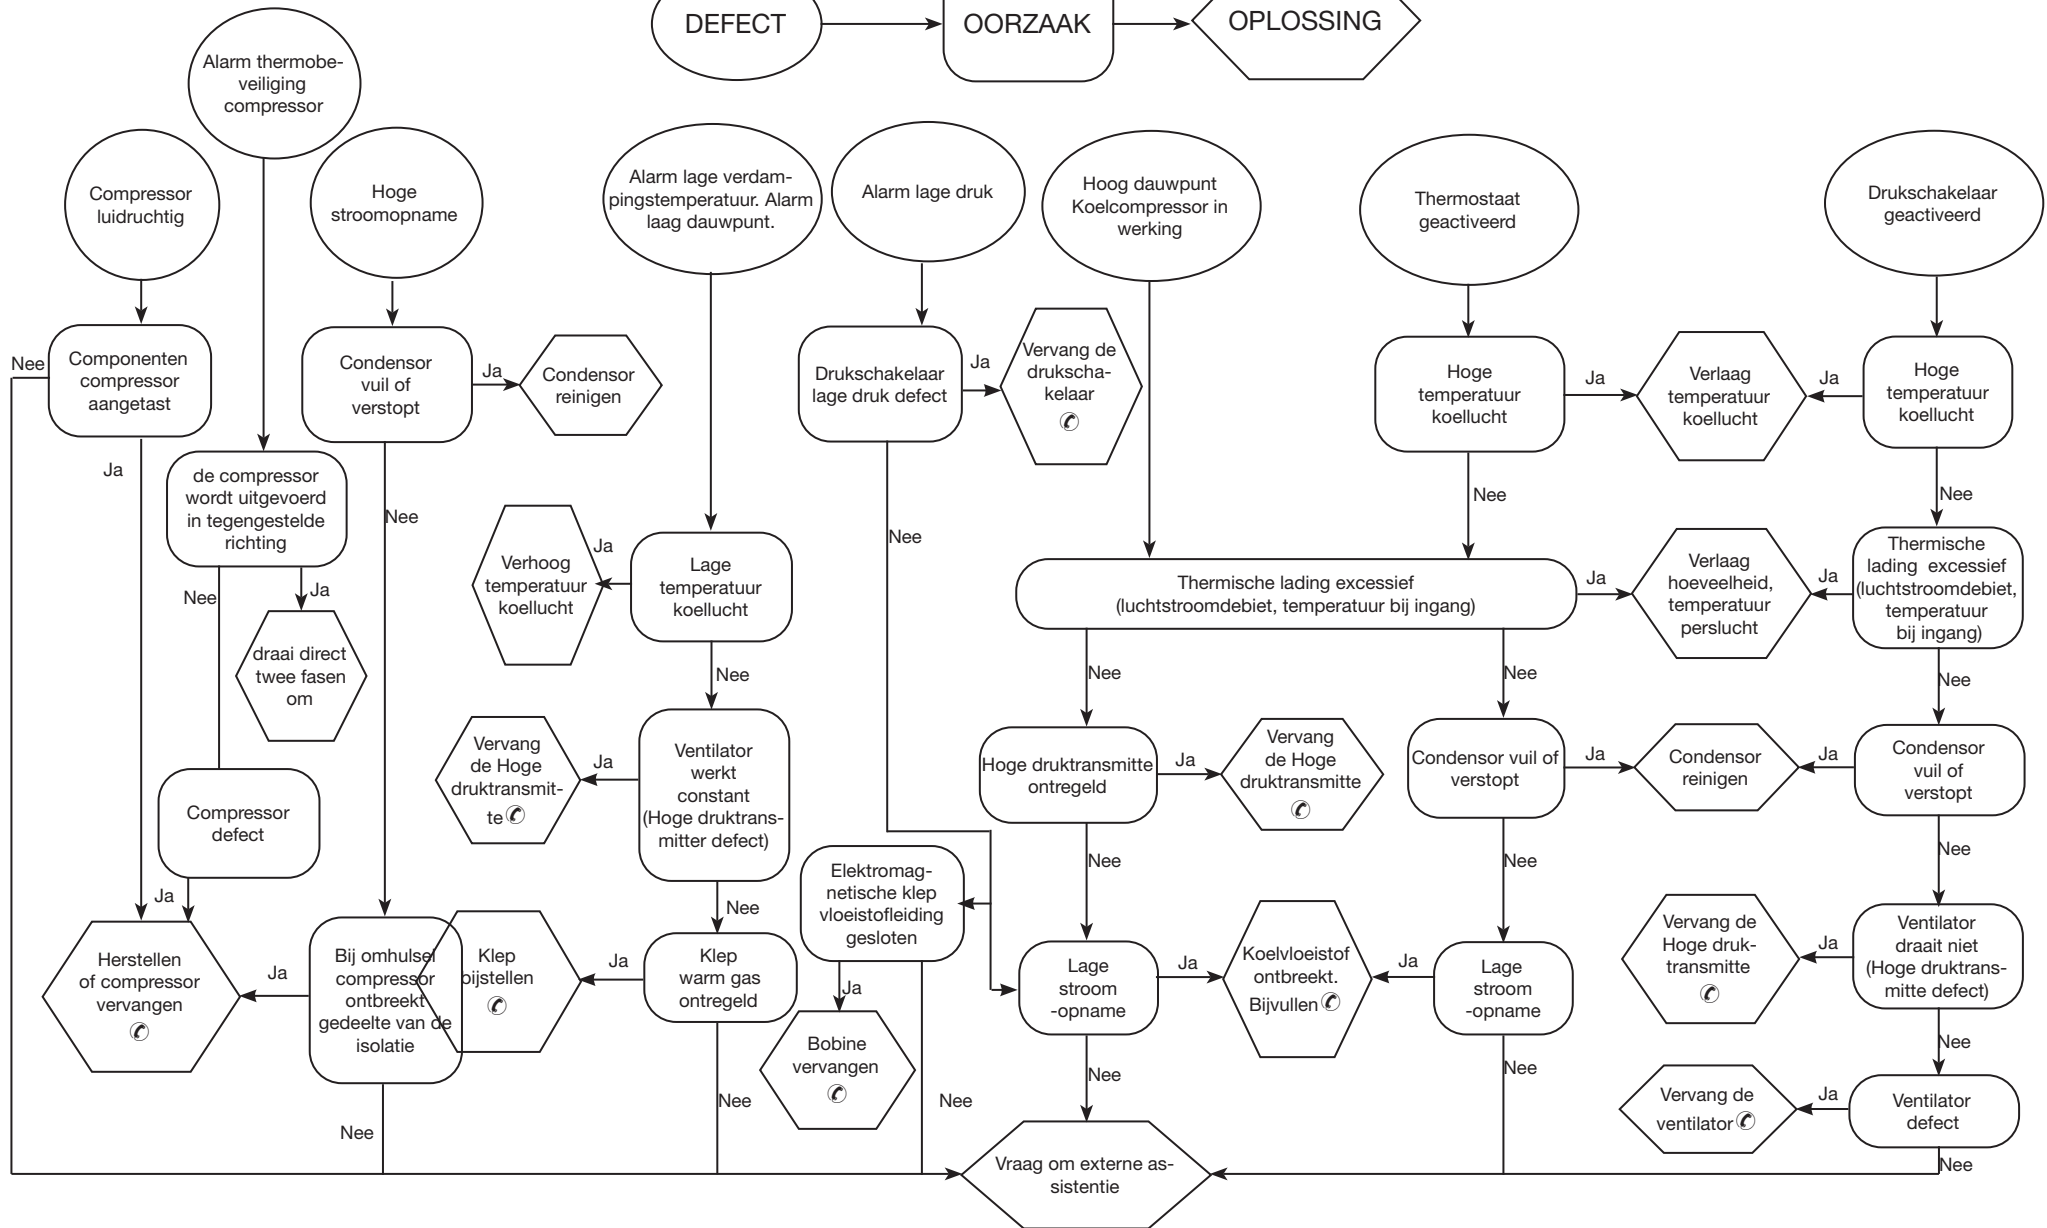 DEFECT
OORZAAK
OPLOSSING
Alarm thermobe-
veiliging
compressor
Compressor
luidruchtig
Hoge
stroomopname
Alarm lage verdam-
pingstemperatuur. Alarm
laag dauwpunt.
Alarm lage druk
Hoog dauwpunt
Koelcompressor in
werking
Thermostaat
geactiveerd
Drukschakelaar
geactiveerd
Nee
Componenten
compressor
aangetast
Ja
Condensor
vuil of
verstopt
Ja
Condensor
reinigen
Nee
Drukschakelaar
lage druk defect
Ja
Vervang de
drukscha-
kelaar
Nee
Hoge
temperatuur
koellucht
Ja
Verlaag
temperatuur
koellucht
Ja
Hoge
temperatuur
koellucht
Nee
Nee
de compressor
wordt uitgevoerd
in tegengestelde
richting
Nee
Ja
draai direct
twee fasen
om
Verhoog
temperatuur
koellucht
Ja
Lage
temperatuur
koellucht
Nee
Thermische lading excessief
(luchtstroomdebiet, temperatuur bij ingang)
Ja
Verlaag
hoeveelheid,
temperatuur
perslucht
Ja
Thermische
lading excessief
(luchtstroomdebiet,
temperatuur
bij ingang)
Nee
Nee
Nee
Compressor
defect
Ja
Vervang
de Hoge
druktransmit-
te
Ja
Ventilator
werkt
constant
(Hoge druktrans-
mitter defect)
Nee
Hoge druktransmitte
ontregeld
Ja
Vervang
de Hoge
druktransmitte
Nee
Condensor vuil of
verstopt
Ja
Condensor
reinigen
Ja
Condensor
vuil of
verstopt
Nee
Nee
Elektromag-
netische klep
vloeistofleiding
gesloten
Ja
Bobine
vervangen
Nee
Herstellen
of compressor
vervangen
Ja
Bij omhulsel
compressor
ontbreekt
gedeelte van de
isolatie
Nee
Klep
bijstellen
Ja
Klep
warm gas
ontregeld
Nee
Lage
stroom
-opname
Ja
Koelvloeistof
ontbreekt.
Bijvullen
Ja
Lage
stroom
-opname
Nee
Nee
Vervang de
Hoge druk-
transmitte
Ja
Ventilator
draait niet
(Hoge druktrans-
mitte defect)
Nee
Vervang de
ventilator
Ja
Ventilator
defect
Nee
Vraag om externe as-
sistentie